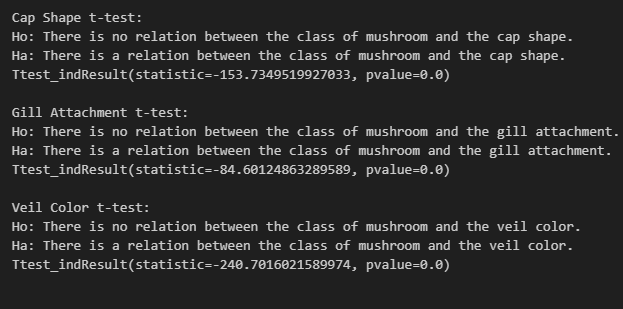 Cap Shape t-test:
Ho: There is no relation between the class of mushroom and the cap shape.
Ha: There is a relation between the class of mushroom and the cap shape.
Ttest_indResult(statistic=-153.7349519927033, pvalue=0.0)
Gill Attachment t-test:
Ho: There is no relation between the class of mushroom and the gill attachment.
Ha: There is a relation between the class of mushroom and the gill attachment.
Ttest_indResult(statistic=-84.60124863289589, pvalue=0.0)
Veil Color t-test:
Ho: There is no relation between the class of mushroom and the veil color.
Ha: There is a relation between the class of mushroom and the veil color.
Ttest_indResult(statistic=-240.7016021589974, pvalue=0.0)